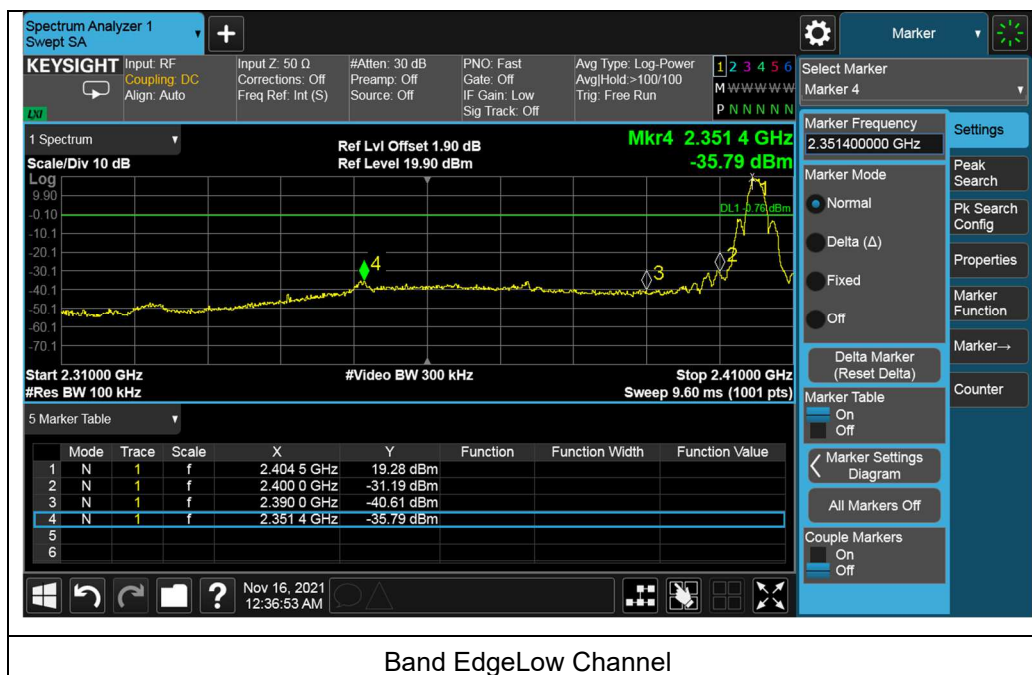 Spectrum Analyzer 1
Swept SA
Marker
KEYSIGHT
Input: RF
Coupling: DC
Align: Auto
Input Z: 50 Ω
Corrections: Off
Freq Ref: Int (S)
#Atten: 30 dB
Preamp: Off
Source: Off
PNO: Fast
Gate: Off
IF Gain: Low
Sig Track: Off
Avg Type: Log-Power
Avg|Hold:>100/100
Trig: Free Run
1 2 3 4 5 6
M W W W W W W
P N N N N N
LXI
Select Marker
Marker 4
1 Spectrum
Scale/Div 10 dB
Ref Lvl Offset 1.90 dB
Ref Level 19.90 dBm
Mkr4 2.351 4 GHz
-35.79 dBm
Log
9.90
-0.10
-10.1
-20.1
-30.1
-40.1
-50.1
-60.1
-70.1
DL1 -0.76 dBm
4
3
2
Start 2.31000 GHz
#Res BW 100 kHz
#Video BW 300 kHz
Stop 2.41000 GHz
Sweep 9.60 ms (1001 pts)
5 Marker Table
Mode Trace Scale X Y Function Function Width Function Value
1 N 1 f 2.404 5 GHz 19.28 dBm
2 N 1 f 2.400 0 GHz -31.19 dBm
3 N 1 f 2.390 0 GHz -40.61 dBm
4 N 1 f 2.351 4 GHz -35.79 dBm
5
6
Marker Frequency
2.351400000 GHz
Marker Mode
Normal
Delta (Δ)
Fixed
Off
Delta Marker
(Reset Delta)
Marker Table
On
Off
Marker Settings
Diagram
All Markers Off
Couple Markers
On
Off
Settings
Peak
Search
Pk Search
Config
Properties
Marker
Function
Marker→
Counter
?
Nov 16, 2021
12:36:53 AM
Band EdgeLow Channel